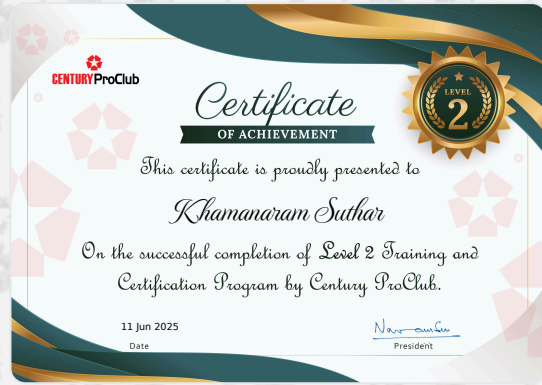 CENTURY ProClub
Certificate
OF ACHIEVEMENT
LEVEL
2
This certificate is proudly presented to
Khamanaram Suthar
On the successful completion of Level 2 Training and
Certification Program by Century ProClub.
11 Jun 2025
Date
President